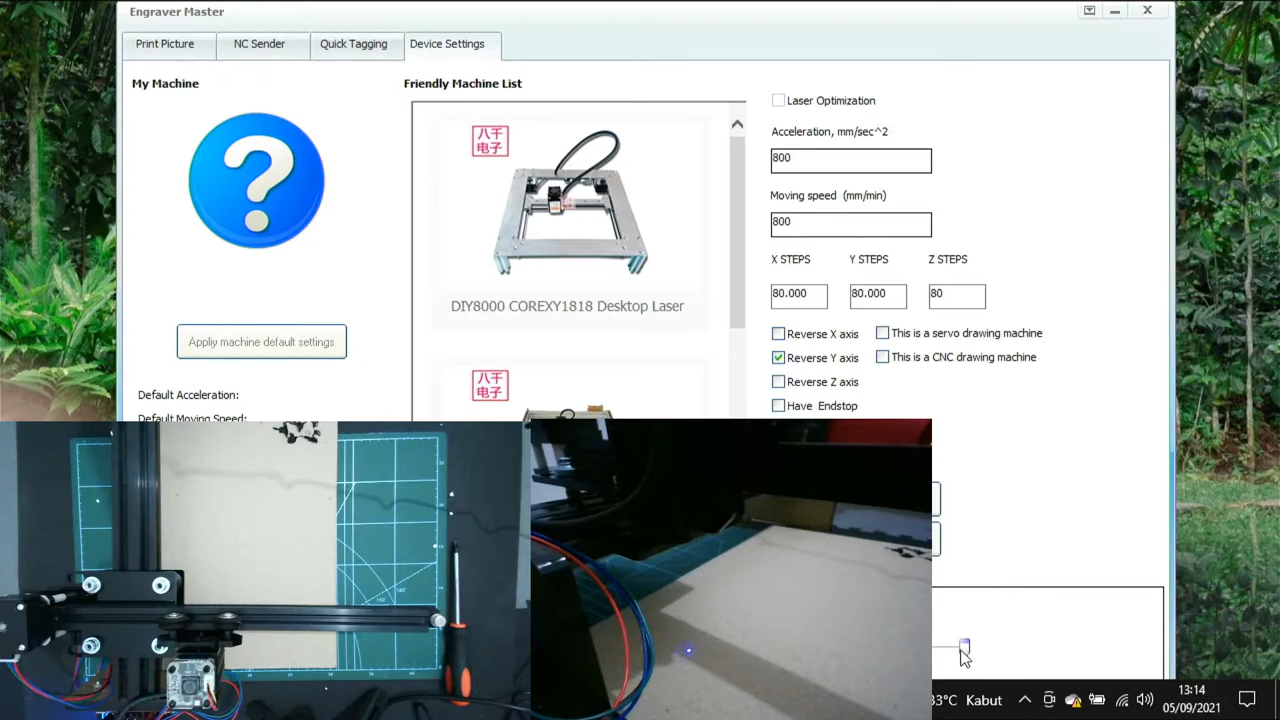 Engraver Master
Print Picture
NC Sender
Quick Tagging
Device Settings
My Machine
Friendly Machine List
八千
电子
DIY8000 COREXY1818 Desktop Laser
八千
电子
Appliy machine default settings
Default Acceleration:
Default Moving Speed:
Laser Optimization
Acceleration, mm/sec^2
800
Moving speed (mm/min)
800
X STEPS
Y STEPS
Z STEPS
80.000
80.000
80
Reverse X axis
This is a servo drawing machine
Reverse Y axis
This is a CNC drawing machine
Reverse Z axis
Have Endstop
33°C Kabut
13:14
05/09/2021